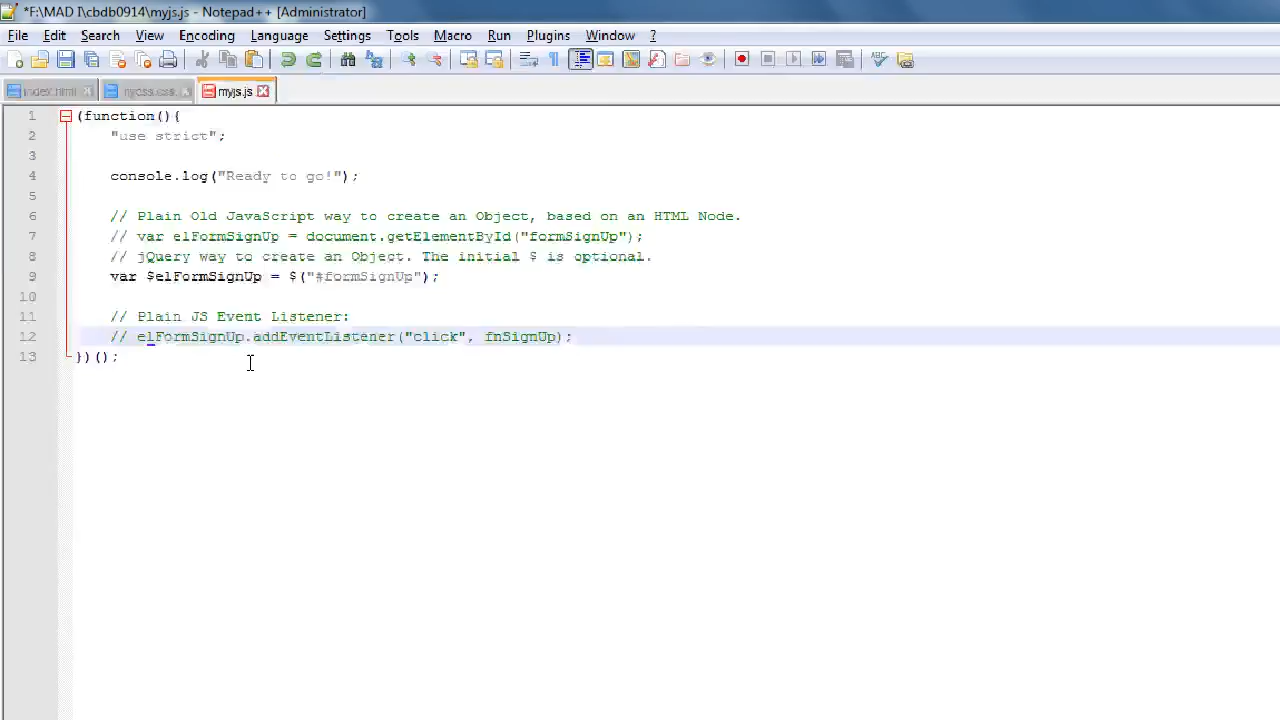 *F:\MAD I\cbdb0914\myjs.js - Notepad++ [Administrator]
File Edit Search View Encoding Language Settings Tools Macro Run Plugins Window ?
index.html mycss.css myjs.js
1 (function(){
2 "use strict";
3
4 console.log("Ready to go!");
5
6 // Plain Old JavaScript way to create an Object, based on an HTML Node.
7 // var elFormSignUp = document.getElementById("formSignUp");
8 // jQuery way to create an Object. The initial $ is optional.
9 var $elFormSignUp = $("#formSignUp");
10
11 // Plain JS Event Listener:
12 // elFormSignUp.addEventListener("click", fnSignUp);
13 })();